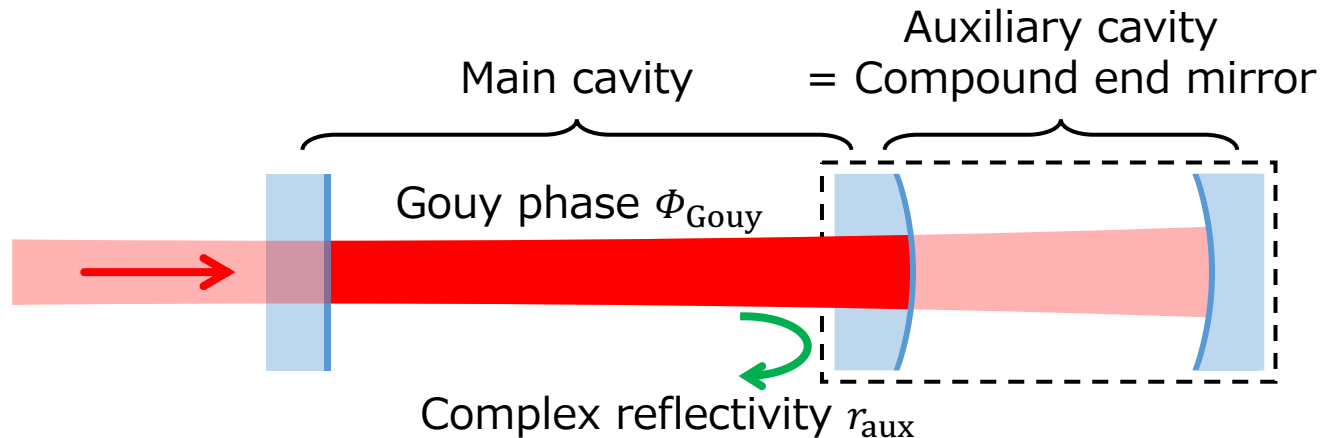 Auxiliary cavity
Main cavity
= Compound end mirror
Gouy phase Φ_Gouy
Complex reflectivity r_aux